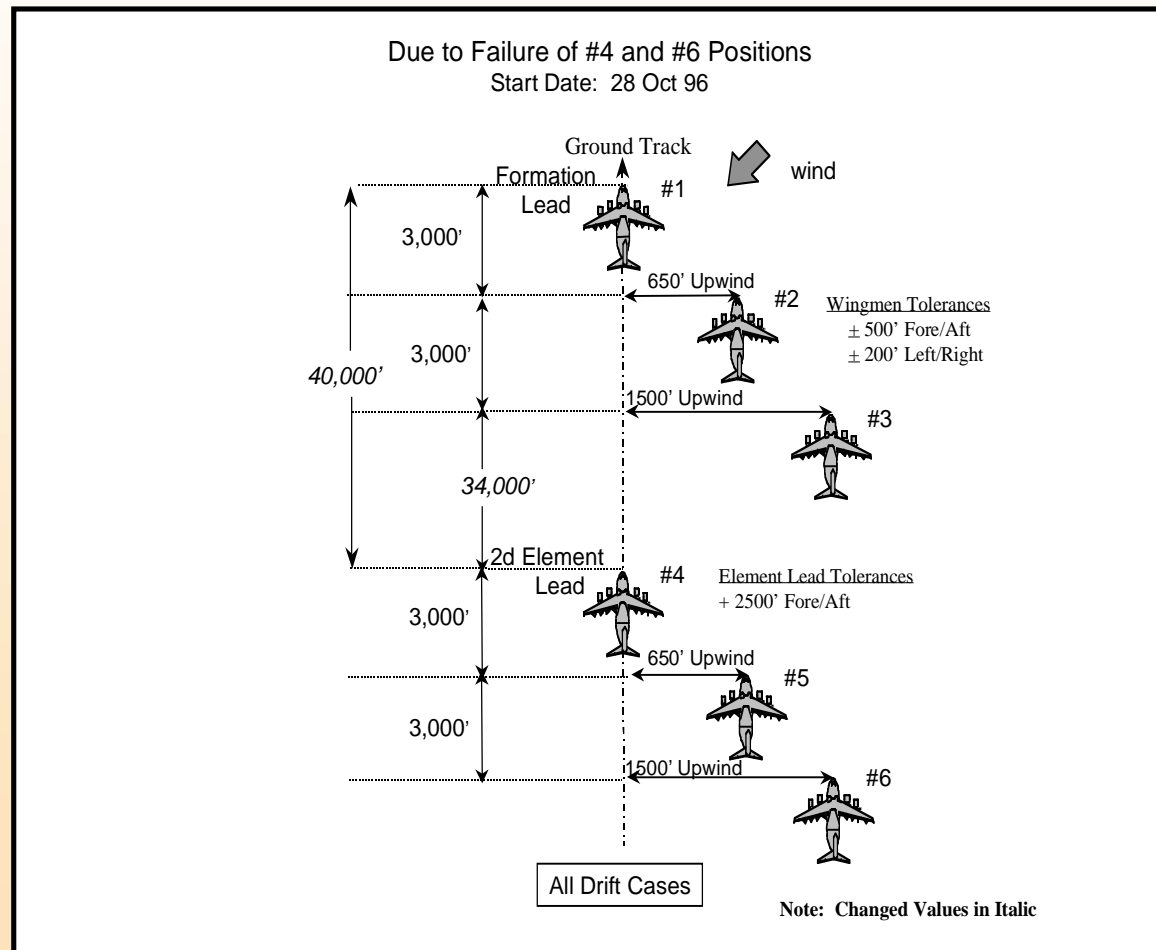 Due to Failure of #4 and #6 Positions
Start Date: 28 Oct 96
Ground Track
wind
Formation
Lead
#1
3,000’
650’ Upwind
#2
Wingmen Tolerances
± 500’ Fore/Aft
± 200’ Left/Right
3,000’
40,000’
1500’ Upwind
#3
34,000’
2d Element
Lead
#4
Element Lead Tolerances
+ 2500’ Fore/Aft
3,000’
650’ Upwind
#5
3,000’
1500’ Upwind
#6
All Drift Cases
Note: Changed Values in Italic